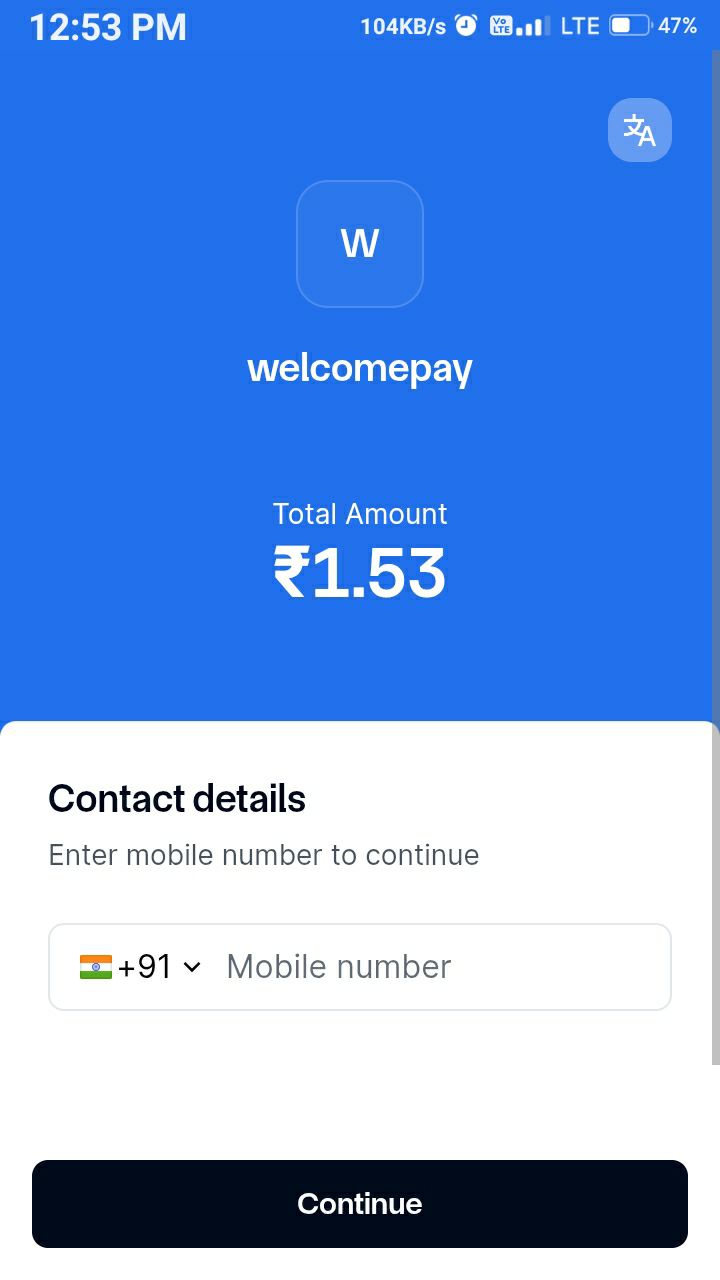 12:53 PM 104KB/s Vo LTE LTE 47%
文A
W
welcomepay
Total Amount
₹1.53
Contact details
Enter mobile number to continue
+91 Mobile number
Continue